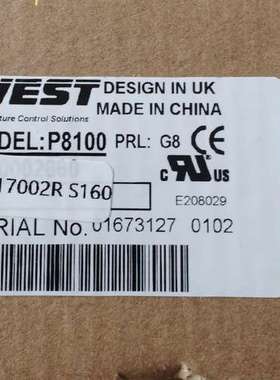 WEST DESIGN IN UK
ture Control Solutions MADE IN CHINA
DEL:P8100 PRL: G8 CE
17002R S160 C RU US
E208029
RIAL No.01673127 0102